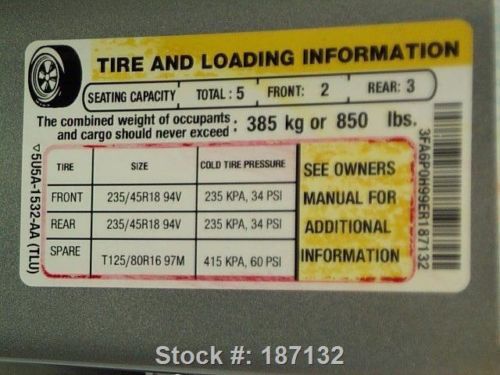 TIRE AND LOADING INFORMATION
SEATING CAPACITY TOTAL : 5 FRONT: 2 REAR: 3
The combined weight of occupants
and cargo should never exceed : 385 kg or 850 lbs.
TIRE SIZE COLD TIRE PRESSURE
FRONT 235/45R18 94V 235 KPA, 34 PSI
REAR 235/45R18 94V 235 KPA, 34 PSI
SPARE T125/80R16 97M 415 KPA, 60 PSI
SEE OWNERS
MANUAL FOR
ADDITIONAL
INFORMATION
5U5A-1532-AA (TLU)
3FA6P0H99ER187132
Stock #: 187132